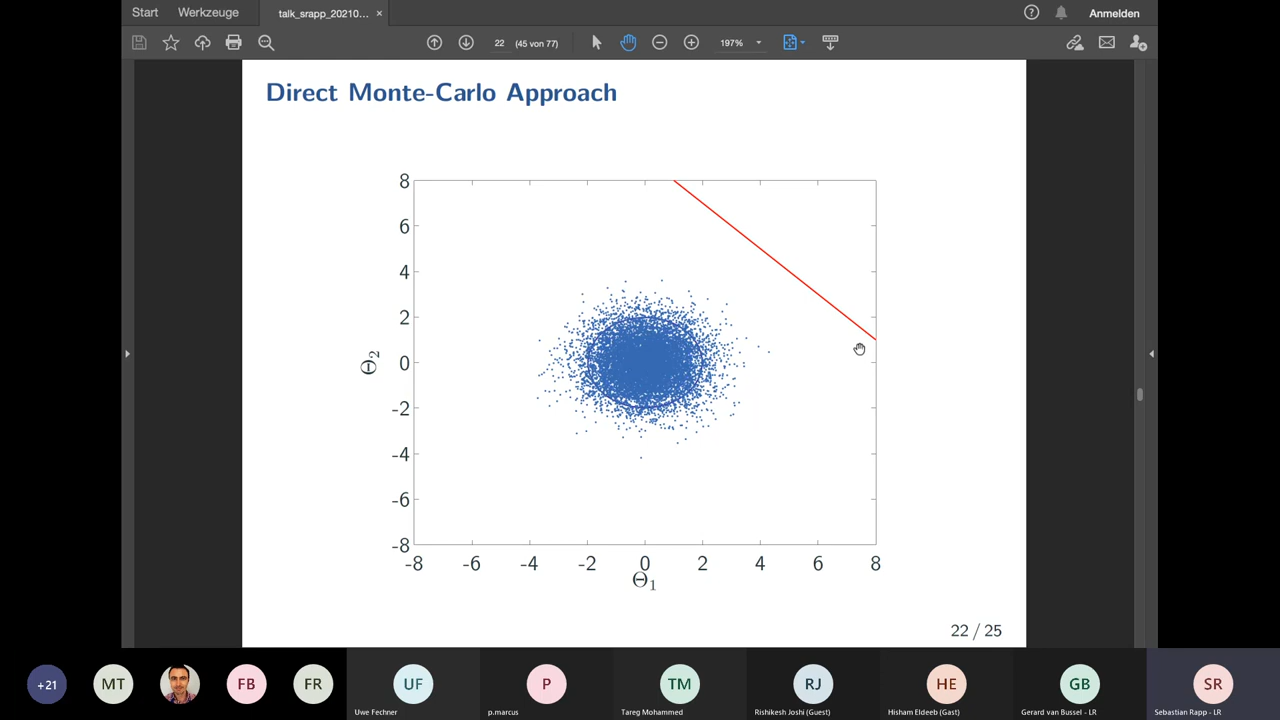 Start Werkzeuge talk_srapp_20210... × Anmelden
22 (45 von 77) 197%
Direct Monte-Carlo Approach
8
6
4
2
0
-2
-4
-6
-8
Θ2
-8 -6 -4 -2 0 2 4 6 8
Θ1
22 / 25
+21 MT FB FR UF P TM RJ HE GB SR
Uwe Fechner p.marcus Tareg Mohammed Rishikesh Joshi (Guest) Hisham Eldeeb (Gast) Gerard van Bussel - LR Sebastian Rapp - LR